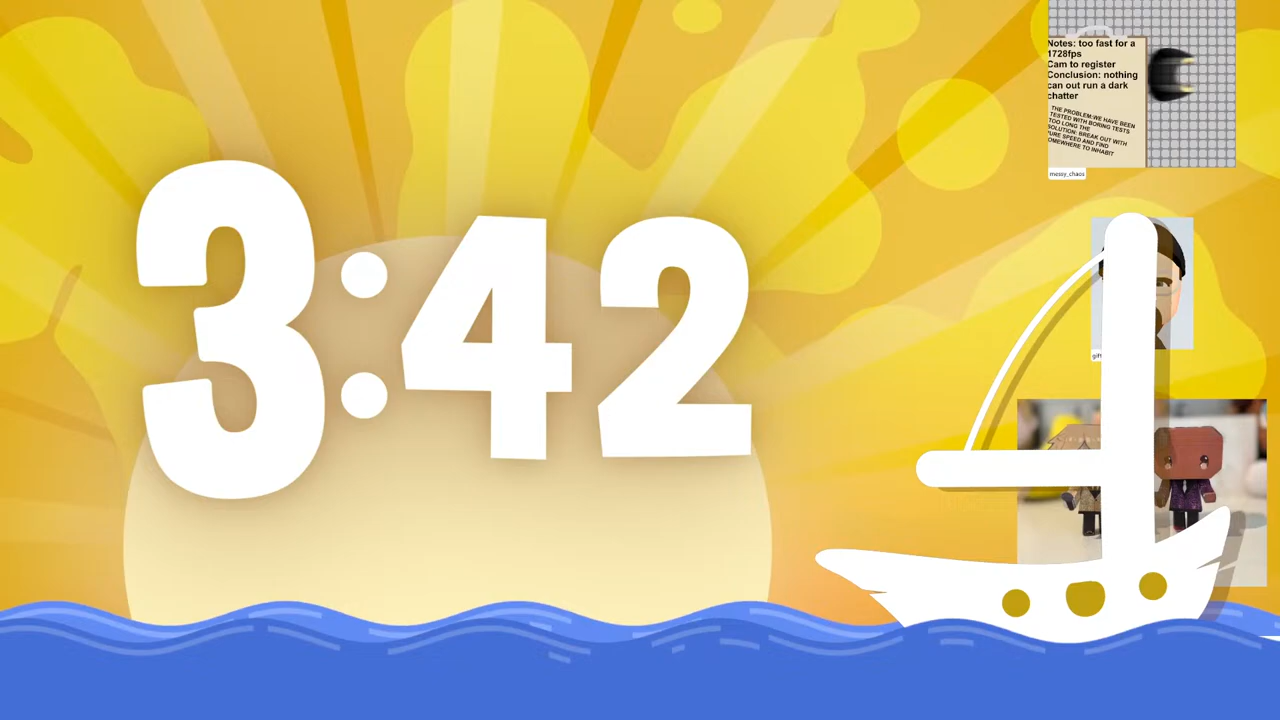 3:42
Notes: too fast for a
1728fps
Cam to register
Conclusion: nothing
can out run a dark
chatter
THE PROBLEM:WE HAVE BEEN
TESTED WITH BORING TESTS
TOO LONG THE
SOLUTION: BREAK OUT WITH
PURE SPEED AND FIND
SOMEWHERE TO INHABIT
messy_chaos